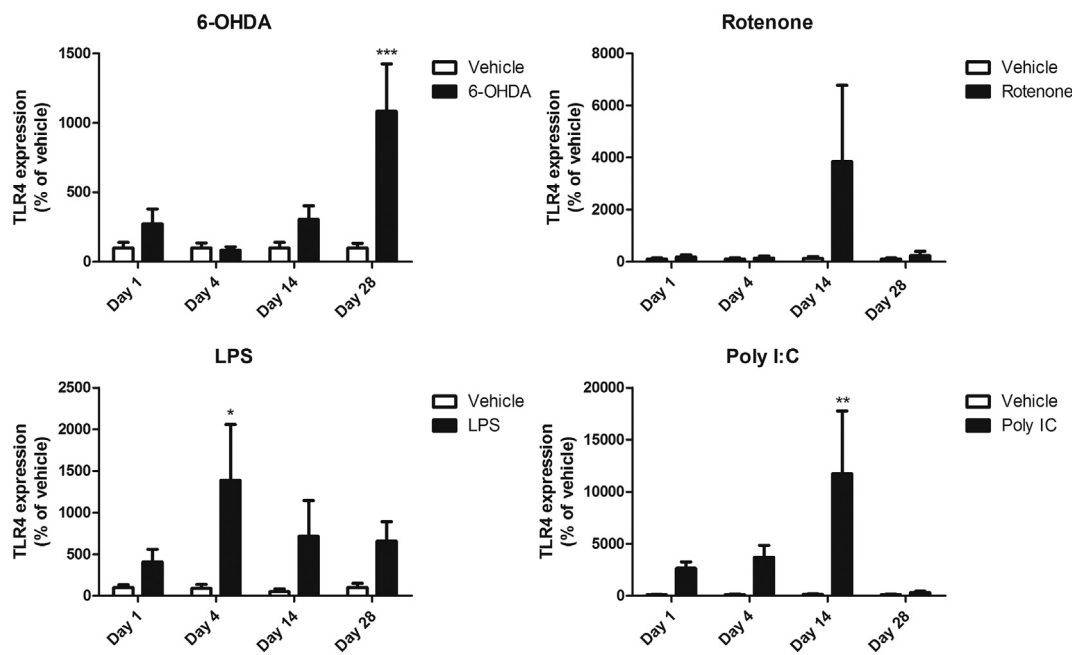 6-OHDA
TLR4 expression
(% of vehicle)
1500
1000
500
0
***
Vehicle
6-OHDA
Day 1
Day 4
Day 14
Day 28
Rotenone
TLR4 expression
(% of vehicle)
8000
6000
4000
2000
0
Vehicle
Rotenone
Day 1
Day 4
Day 14
Day 28
LPS
TLR4 expression
(% of vehicle)
2500
2000
1500
1000
500
0
*
Vehicle
LPS
Day 1
Day 4
Day 14
Day 28
Poly I:C
TLR4 expression
(% of vehicle)
20000
15000
10000
5000
0
**
Vehicle
Poly IC
Day 1
Day 4
Day 14
Day 28